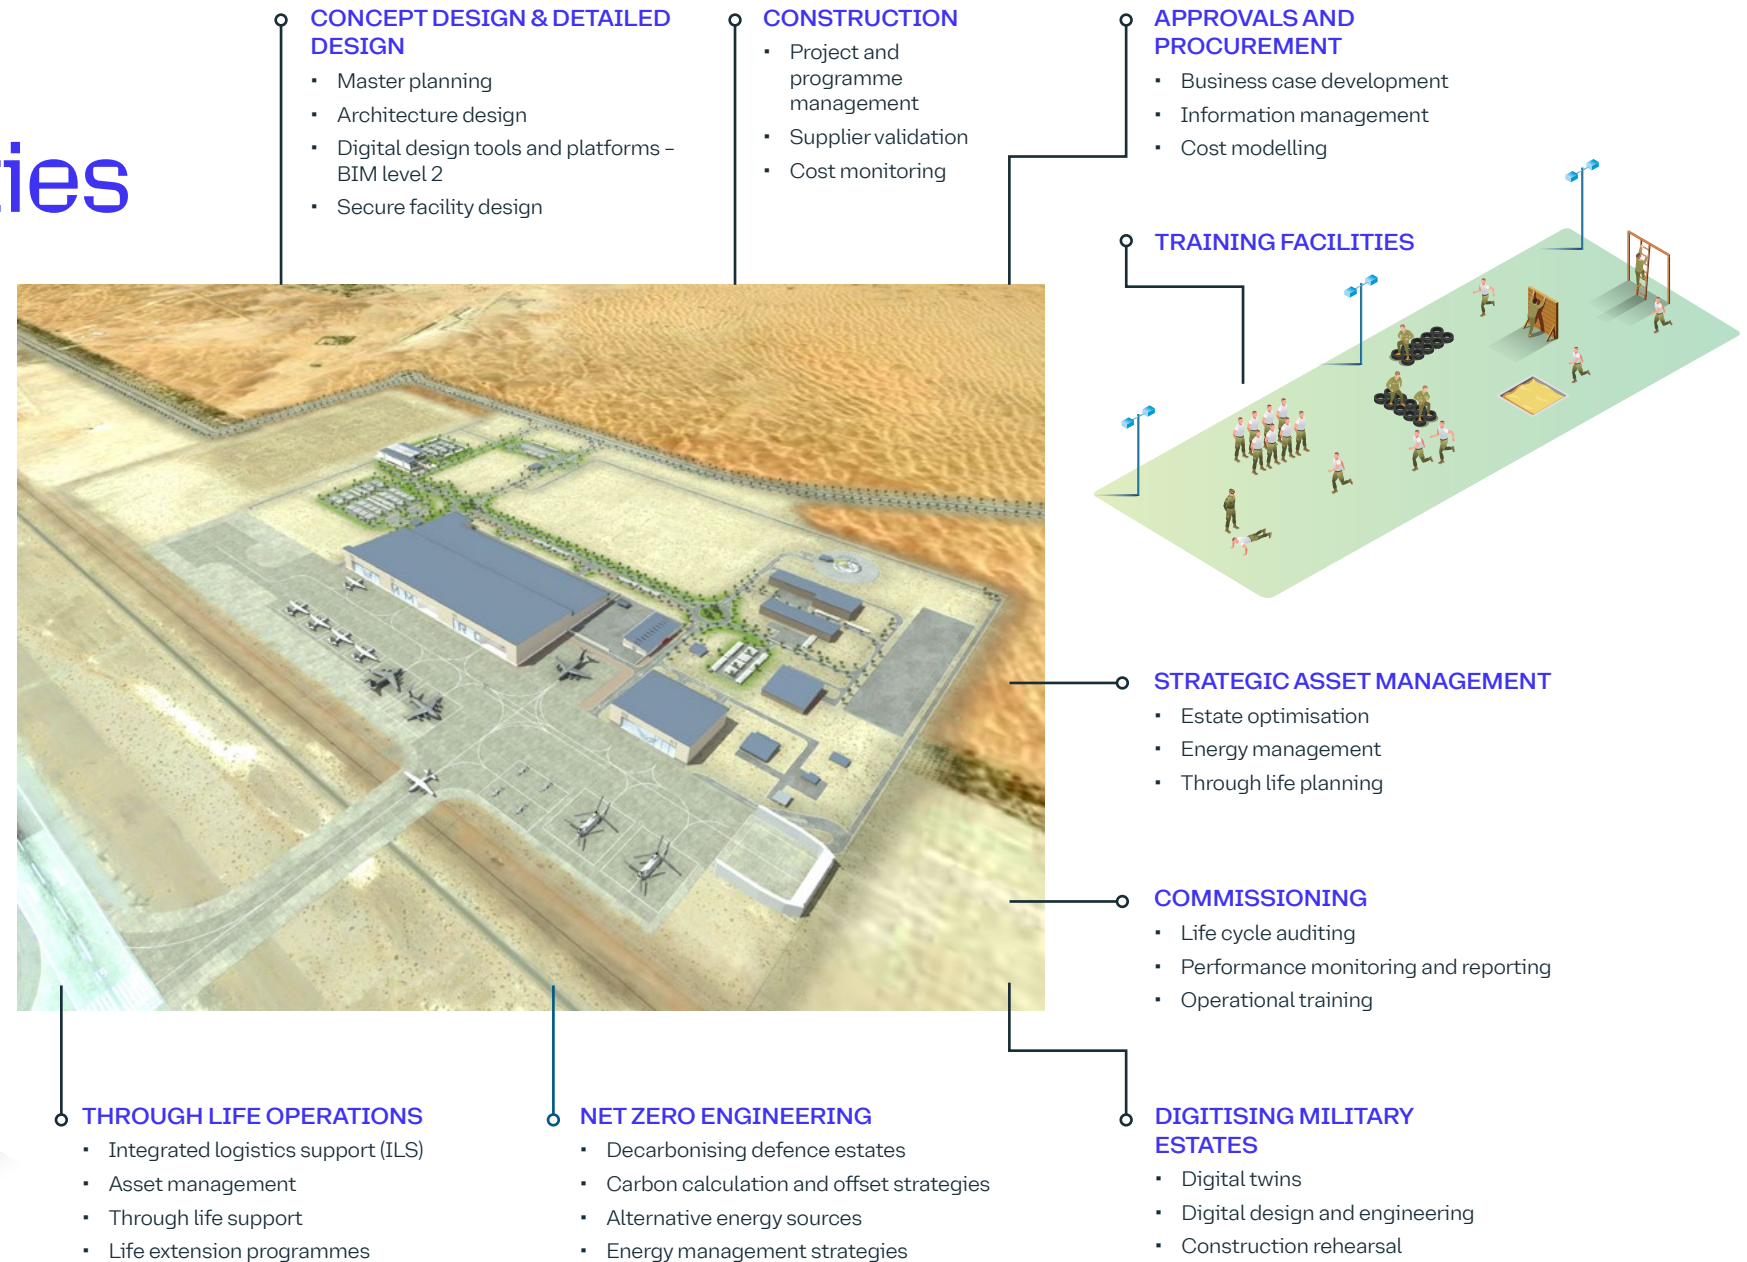 ties
CONCEPT DESIGN & DETAILED
DESIGN
▪ Master planning
▪ Architecture design
▪ Digital design tools and platforms –
BIM level 2
▪ Secure facility design
CONSTRUCTION
▪ Project and
programme
management
▪ Supplier validation
▪ Cost monitoring
APPROVALS AND
PROCUREMENT
▪ Business case development
▪ Information management
▪ Cost modelling
TRAINING FACILITIES
STRATEGIC ASSET MANAGEMENT
▪ Estate optimisation
▪ Energy management
▪ Through life planning
COMMISSIONING
▪ Life cycle auditing
▪ Performance monitoring and reporting
▪ Operational training
THROUGH LIFE OPERATIONS
▪ Integrated logistics support (ILS)
▪ Asset management
▪ Through life support
▪ Life extension programmes
NET ZERO ENGINEERING
▪ Decarbonising defence estates
▪ Carbon calculation and offset strategies
▪ Alternative energy sources
▪ Energy management strategies
DIGITISING MILITARY
ESTATES
▪ Digital twins
▪ Digital design and engineering
▪ Construction rehearsal